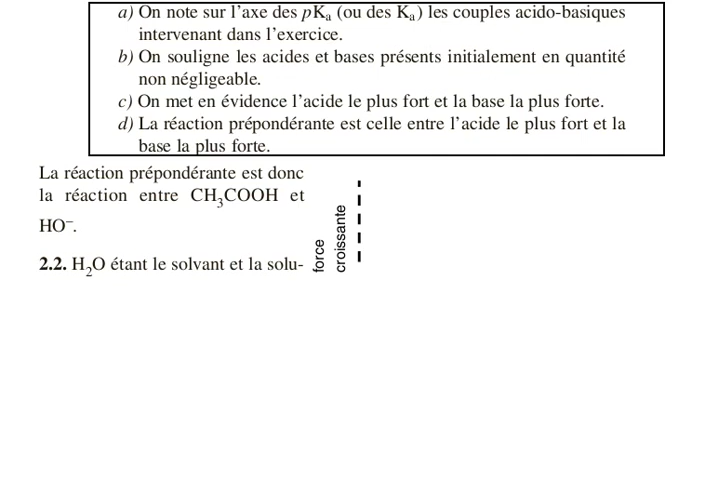 a) On note sur l’axe des pKₐ (ou des Kₐ) les couples acido-basiques
intervenant dans l’exercice.
b) On souligne les acides et bases présents initialement en quantité
non négligeable.
c) On met en évidence l’acide le plus fort et la base la plus forte.
d) La réaction prépondérante est celle entre l’acide le plus fort et la
base la plus forte.
La réaction prépondérante est donc
la réaction entre CH₃COOH et
HO⁻.
2.2. H₂O étant le solvant et la solu-
force
croissante